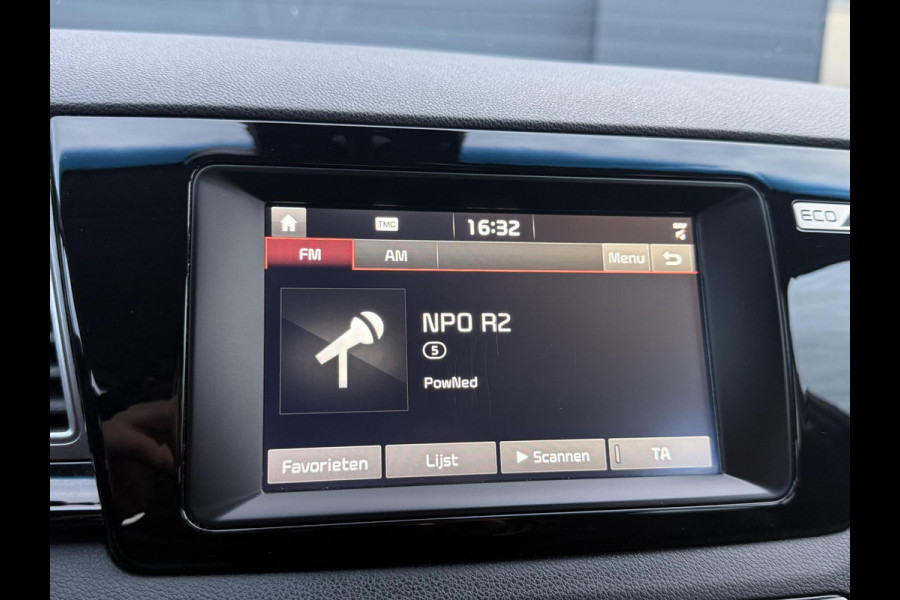 TMC 16:32
FM AM Menu
NPO R2
5
PowNed
Favorieten Lijst Scannen TA
ECO